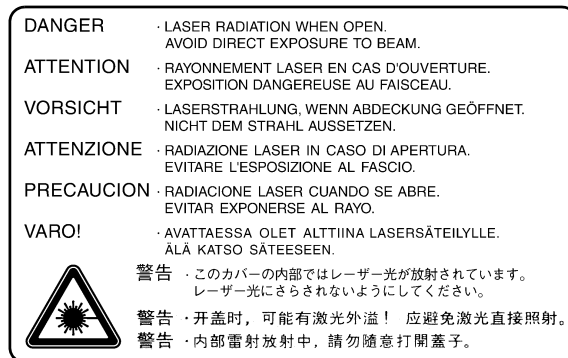 DANGER · LASER RADIATION WHEN OPEN.
AVOID DIRECT EXPOSURE TO BEAM.
ATTENTION · RAYONNEMENT LASER EN CAS D'OUVERTURE.
EXPOSITION DANGEREUSE AU FAISCEAU.
VORSICHT · LASERSTRAHLUNG, WENN ABDECKUNG GEÖFFNET.
NICHT DEM STRAHL AUSSETZEN.
ATTENZIONE · RADIAZIONE LASER IN CASO DI APERTURA.
EVITARE L'ESPOSIZIONE AL FASCIO.
PRECAUCION · RADIACIONE LASER CUANDO SE ABRE.
EVITAR EXPONERSE AL RAYO.
VARO! · AVATTAESSA OLET ALTTIINA LASERSÄTEILYLLE.
ÄLÄ KATSO SÄTEESEEN.
警告 · このカバーの内部ではレーザー光が放射されています。
レーザー光にさらされないようにしてください。
警告 · 开盖时，可能有激光外溢！ 应避免激光直接照射。
警告 · 内部雷射放射中，請勿隨意打開蓋子。